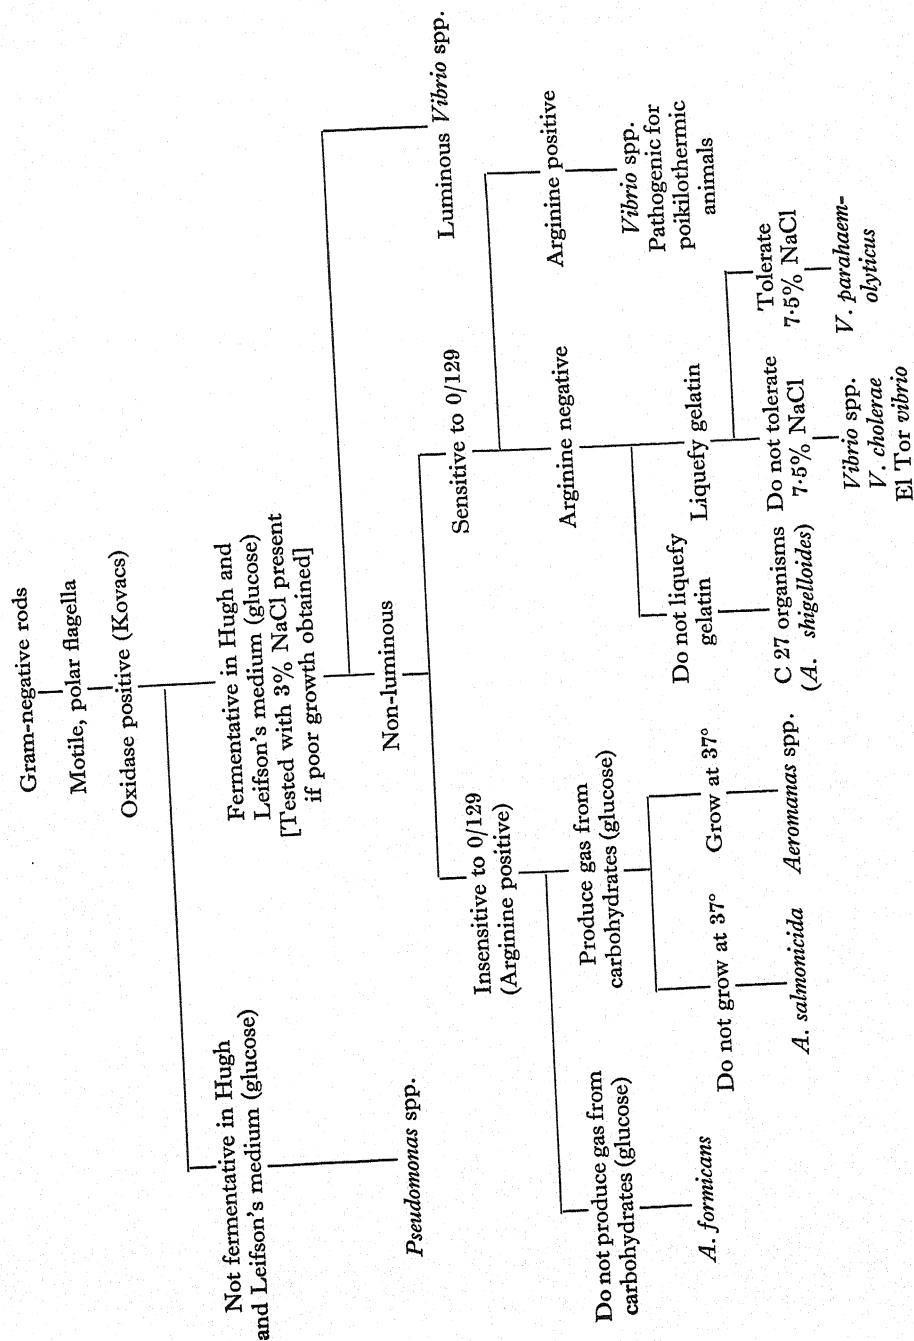 Gram-negative rods
Motile, polar flagella
Oxidase positive (Kovacs)
Not fermentative in Hugh
and Leifson's medium (glucose)
Pseudomonas spp.
Fermentative in Hugh and
Leifson's medium (glucose)
[Tested with 3% NaCl present
if poor growth obtained]
Non-luminous
Luminous Vibrio spp.
Insensitive to 0/129
(Arginine positive)
Sensitive to 0/129
Do not produce gas from
carbohydrates (glucose)
A. formicans
Produce gas from
carbohydrates (glucose)
Do not grow at 37°
A. salmonicida
Grow at 37°
Aeromanas spp.
Arginine negative
Arginine positive
Vibrio spp.
Pathogenic for
poikilothermic
animals
Do not liquefy
gelatin
C 27 organisms
(A. shigelloides)
Liquefy gelatin
Do not tolerate
7·5% NaCl
Vibrio spp.
V. cholerae
El Tor vibrio
Tolerate
7·5% NaCl
V. parahaem-
olyticus